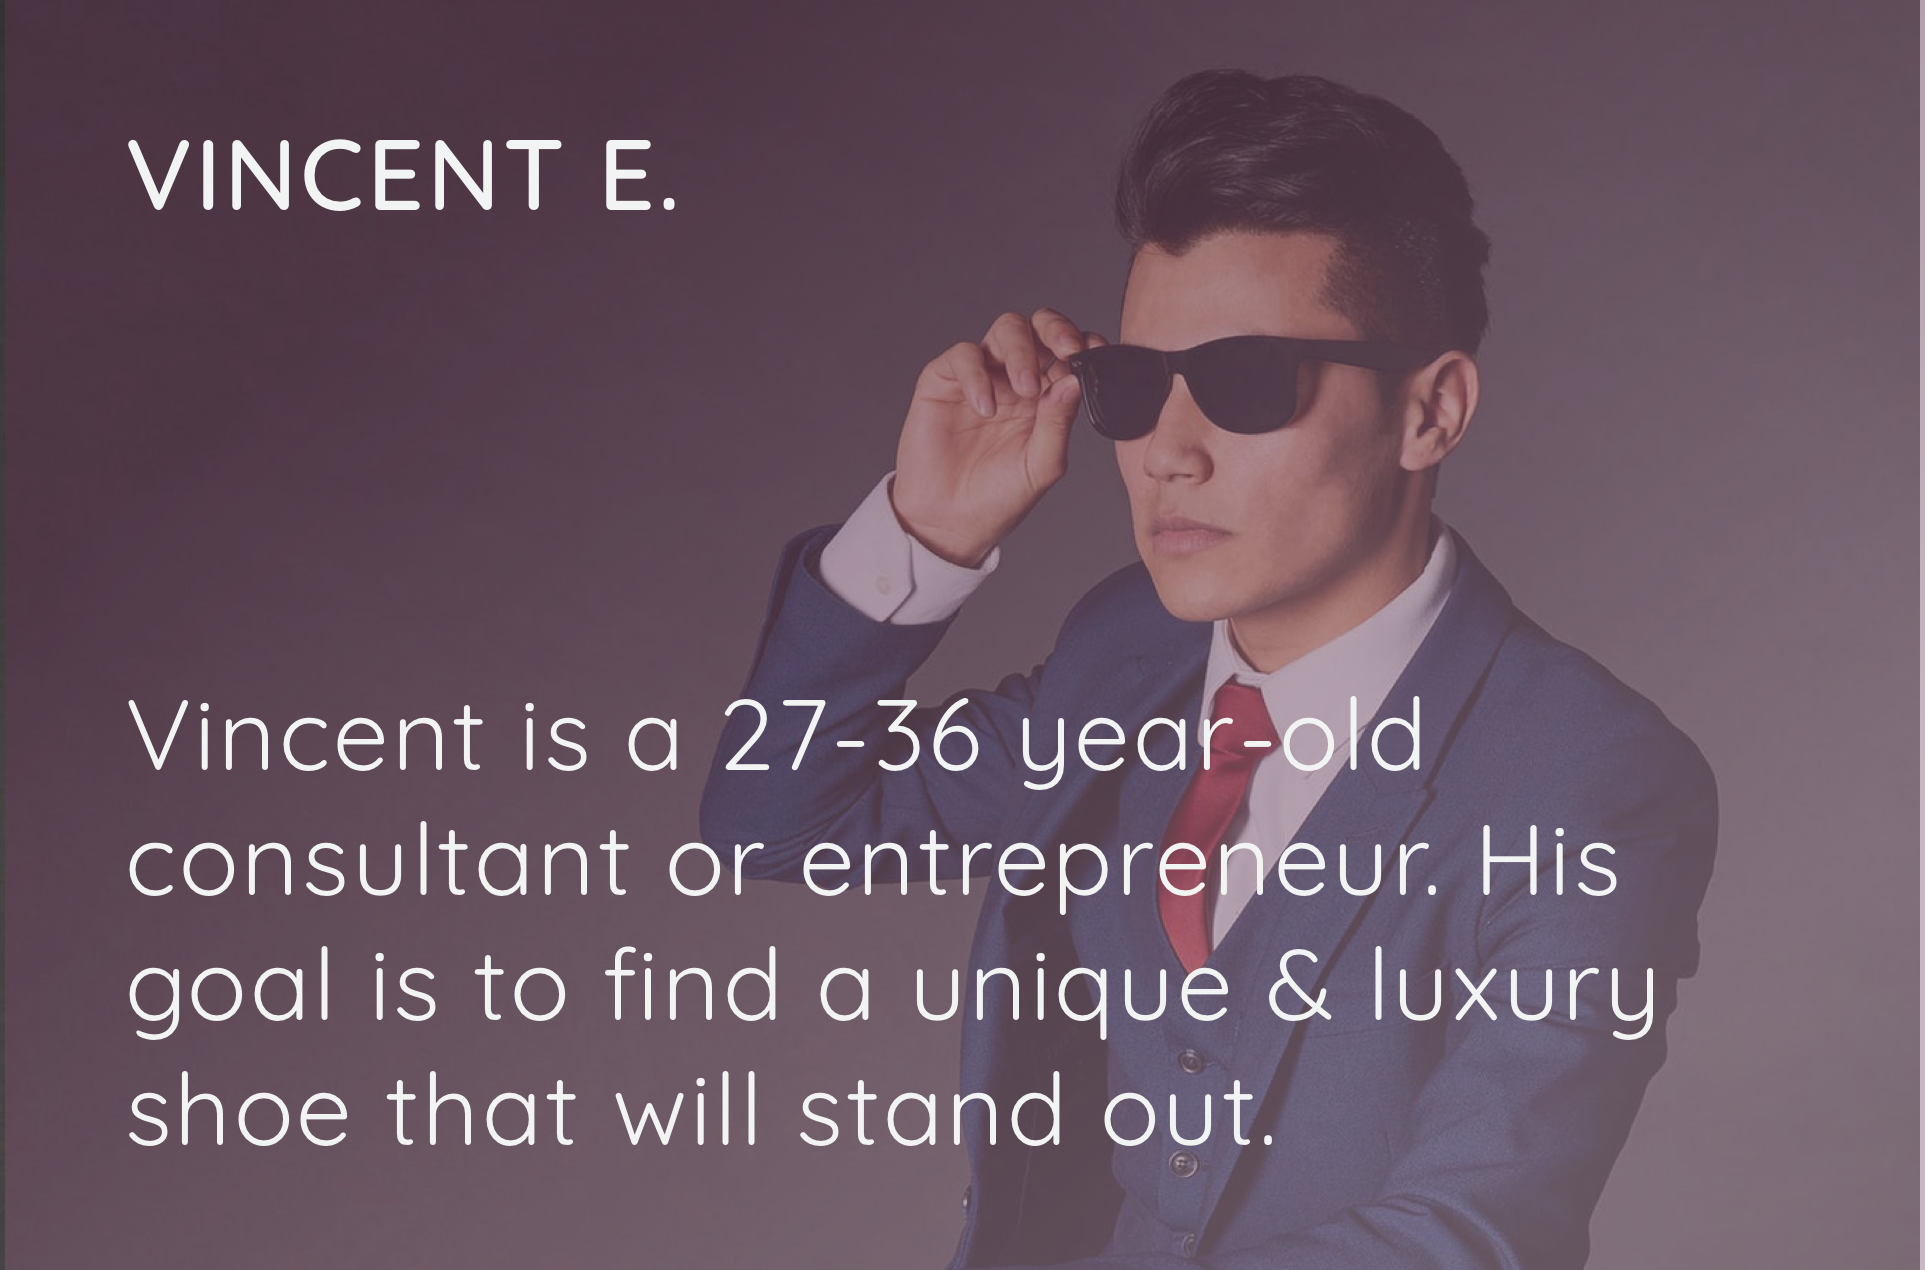 VINCENT E.
Vincent is a 27-36 year-old
consultant or entrepreneur. His
goal is to find a unique & luxury
shoe that will stand out.